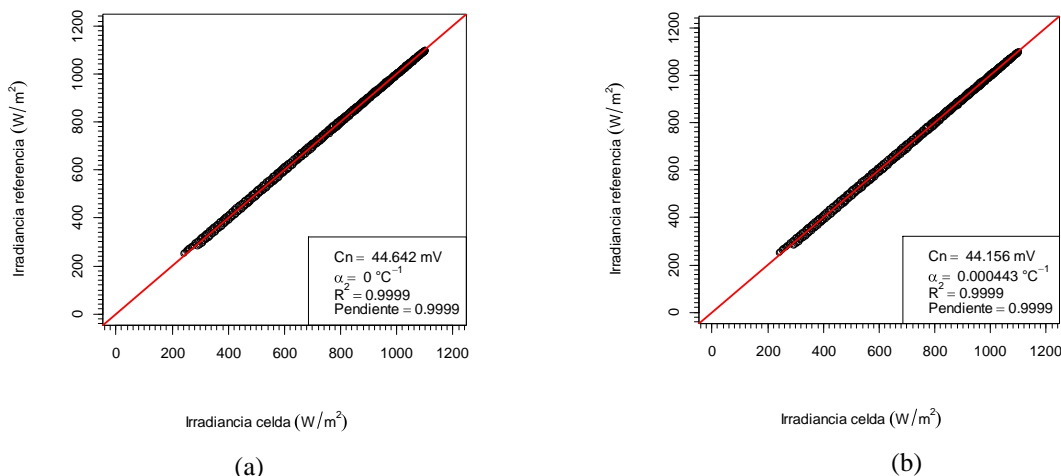 1200
1000
800
600
400
200
0
Irradiancia referencia (W/m²)
Cn = 44.642 mV
α = 0 °C⁻¹
R² = 0.9999
Pendiente = 0.9999
0 200 400 600 800 1000 1200
Irradiancia celda (W/m²)
(a)
1200
1000
800
600
400
200
0
Irradiancia referencia (W/m²)
Cn = 44.156 mV
α = 0.000443 °C⁻¹
R² = 0.9999
Pendiente = 0.9999
0 200 400 600 800 1000 1200
Irradiancia celda (W/m²)
(b)